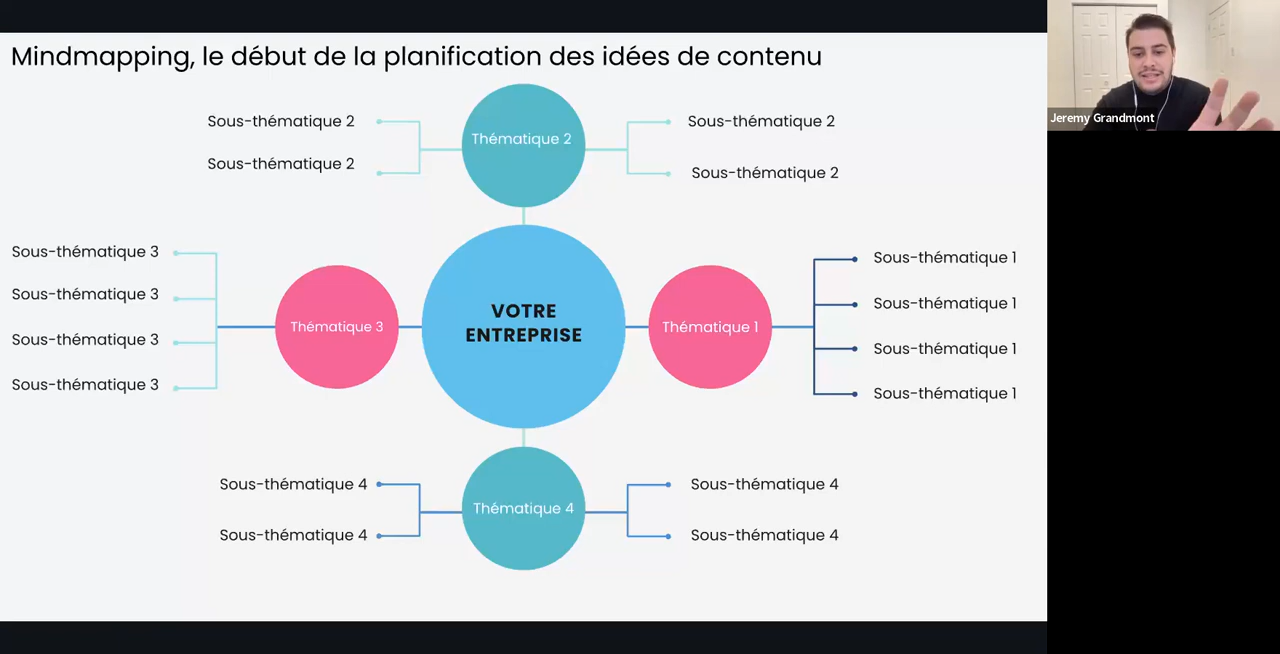 Mindmapping, le début de la planification des idées de contenu
Jeremy Grandmont
Sous-thématique 2
Sous-thématique 2
Thématique 2
Sous-thématique 2
Sous-thématique 2
Sous-thématique 3
Sous-thématique 3
Sous-thématique 3
Sous-thématique 3
Thématique 3
VOTRE
ENTREPRISE
Thématique 1
Sous-thématique 1
Sous-thématique 1
Sous-thématique 1
Sous-thématique 1
Sous-thématique 4
Sous-thématique 4
Thématique 4
Sous-thématique 4
Sous-thématique 4